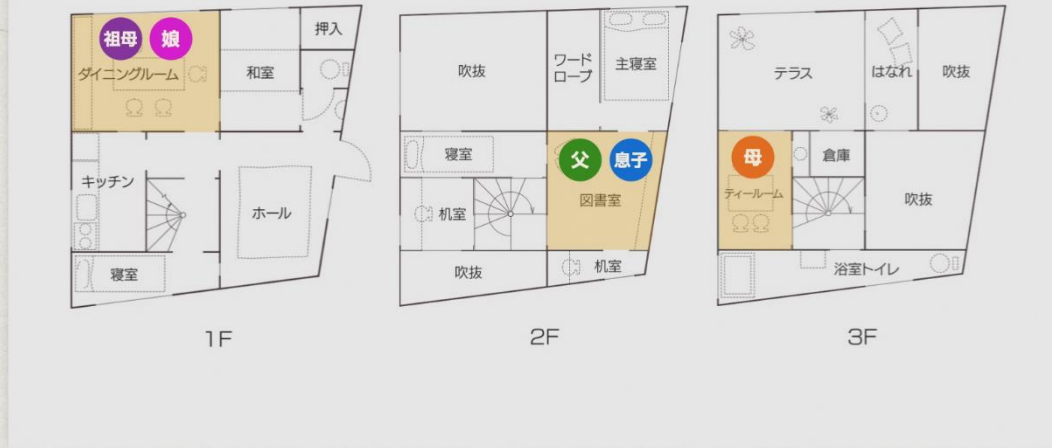 祖母
娘
ダイニングルーム
和室
押入
キッチン
ホール
寝室
1F
吹抜
ワード
ローブ
主寝室
寝室
父
息子
机室
図書室
吹抜
机室
2F
テラス
はなれ
吹抜
母
倉庫
ティールーム
吹抜
浴室トイレ
3F